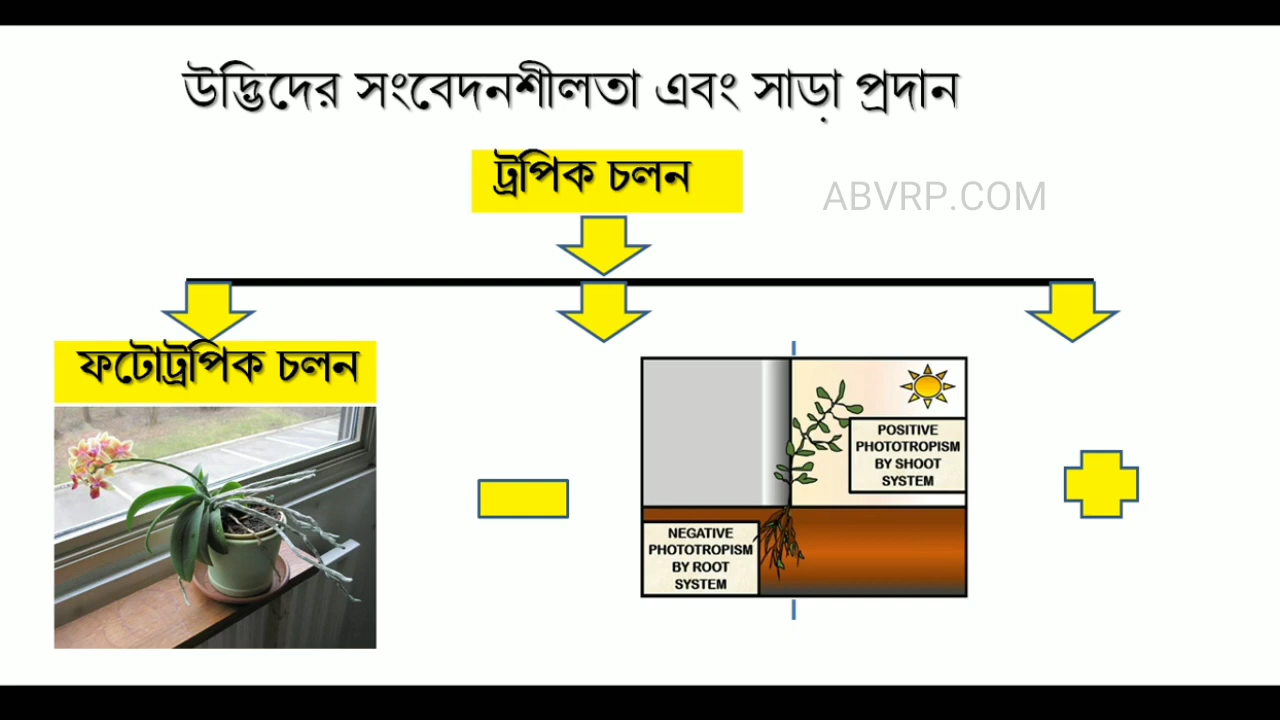 উদ্ভিদের সংবেদনশীলতা এবং সাড়া প্রদান
ট্রপিক চলন
ABVRP.COM
ফটোট্রপিক চলন
POSITIVE
PHOTOTROPISM
BY SHOOT
SYSTEM
NEGATIVE
PHOTOTROPISM
BY ROOT
SYSTEM